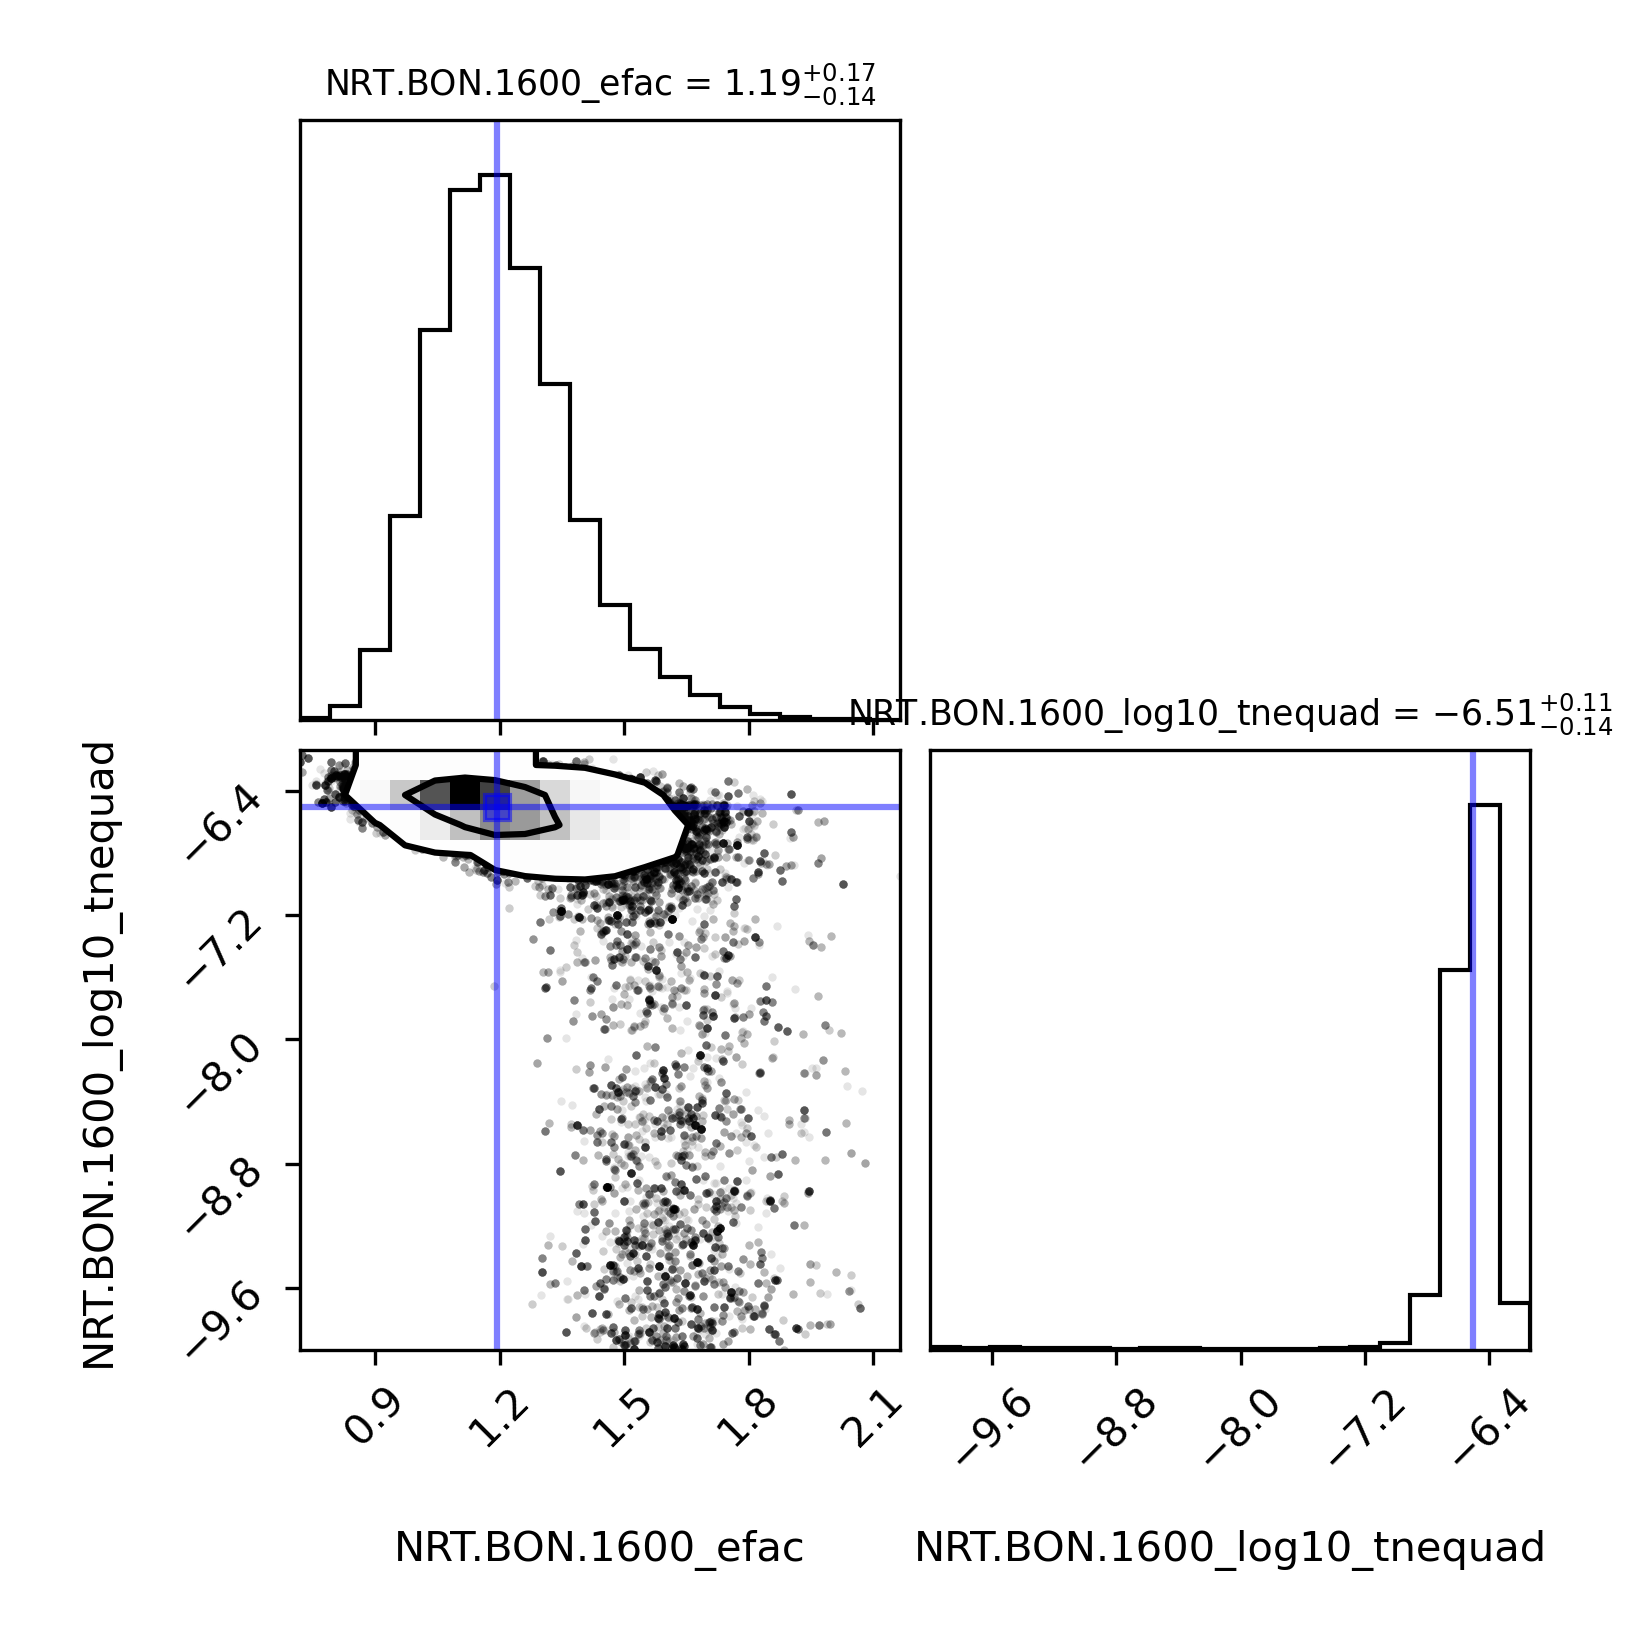 NRT.BON.1600_efac = 1.19+0.17 −0.14
NRT.BON.1600_log10_tnequad = −6.51+0.11 −0.14
NRT.BON.1600_log10_tnequad
−6.4
−7.2
−8.0
−8.8
−9.6
0.9 1.2 1.5 1.8 2.1
−9.6 −8.8 −8.0 −7.2 −6.4
NRT.BON.1600_efac
NRT.BON.1600_log10_tnequad